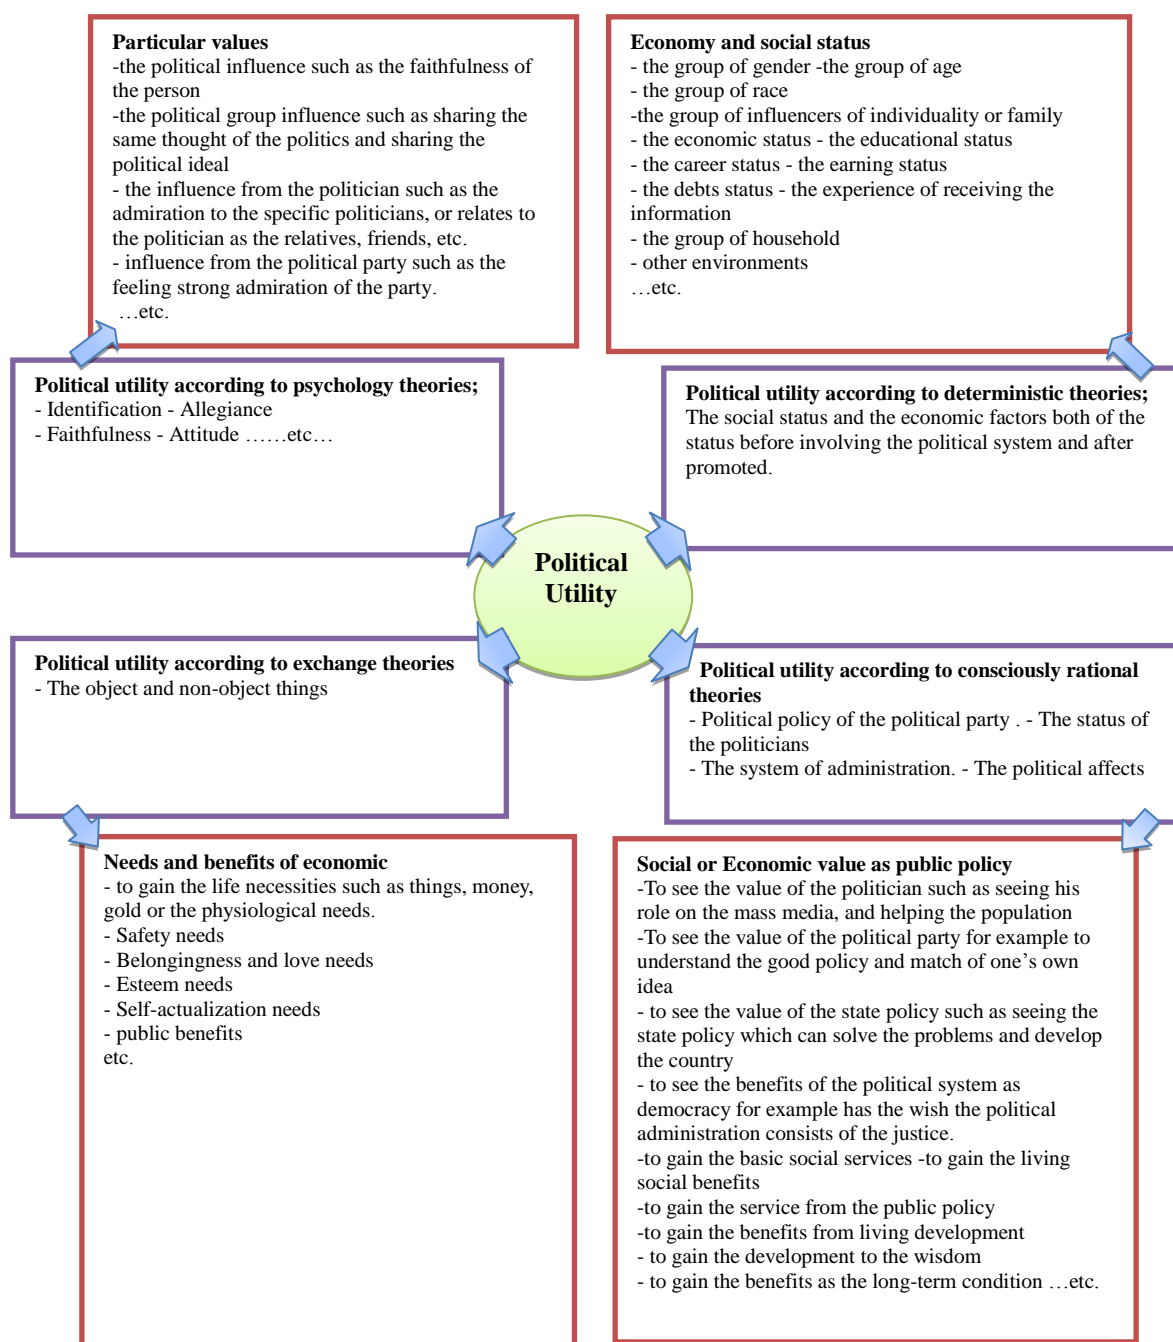 Particular values
-the political influence such as the faithfulness of
the person
-the political group influence such as sharing the
same thought of the politics and sharing the
political ideal
- the influence from the politician such as the
admiration to the specific politicians, or relates to
the politician as the relatives, friends, etc.
- influence from the political party such as the
feeling strong admiration of the party.
…etc.
Economy and social status
- the group of gender -the group of age
- the group of race
-the group of influencers of individuality or family
- the economic status - the educational status
- the career status - the earning status
- the debts status - the experience of receiving the
information
- the group of household
- other environments
…etc.
Political utility according to psychology theories;
- Identification - Allegiance
- Faithfulness - Attitude ……etc…
Political utility according to deterministic theories;
The social status and the economic factors both of the
status before involving the political system and after
promoted.
Political
Utility
Political utility according to exchange theories
- The object and non-object things
Political utility according to consciously rational
theories
- Political policy of the political party . - The status of
the politicians
- The system of administration. - The political affects
Needs and benefits of economic
- to gain the life necessities such as things, money,
gold or the physiological needs.
- Safety needs
- Belongingness and love needs
- Esteem needs
- Self-actualization needs
- public benefits
etc.
Social or Economic value as public policy
-To see the value of the politician such as seeing his
role on the mass media, and helping the population
-To see the value of the political party for example to
understand the good policy and match of one’s own
idea
- to see the value of the state policy such as seeing the
state policy which can solve the problems and develop
the country
- to see the benefits of the political system as
democracy for example has the wish the political
administration consists of the justice.
-to gain the basic social services -to gain the living
social benefits
-to gain the service from the public policy
-to gain the benefits from living development
- to gain the development to the wisdom
- to gain the benefits as the long-term condition …etc.